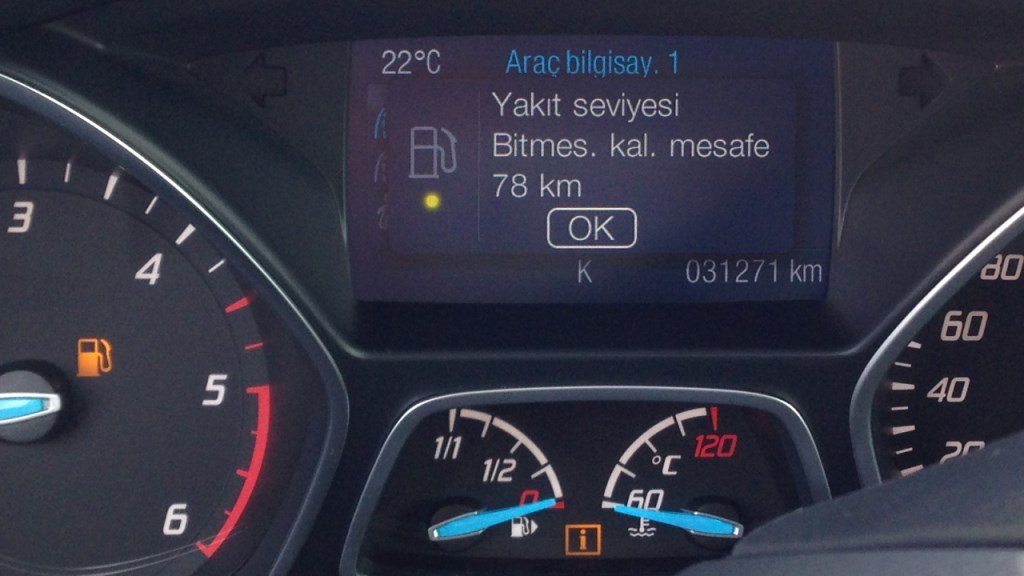 22°C Araç bilgisay. 1
Yakıt seviyesi
Bitmes. kal. mesafe
78 km
OK
K 031271 km
3
4
5
6
1/1
1/2
0
°C
120
60
i
80
60
40
20